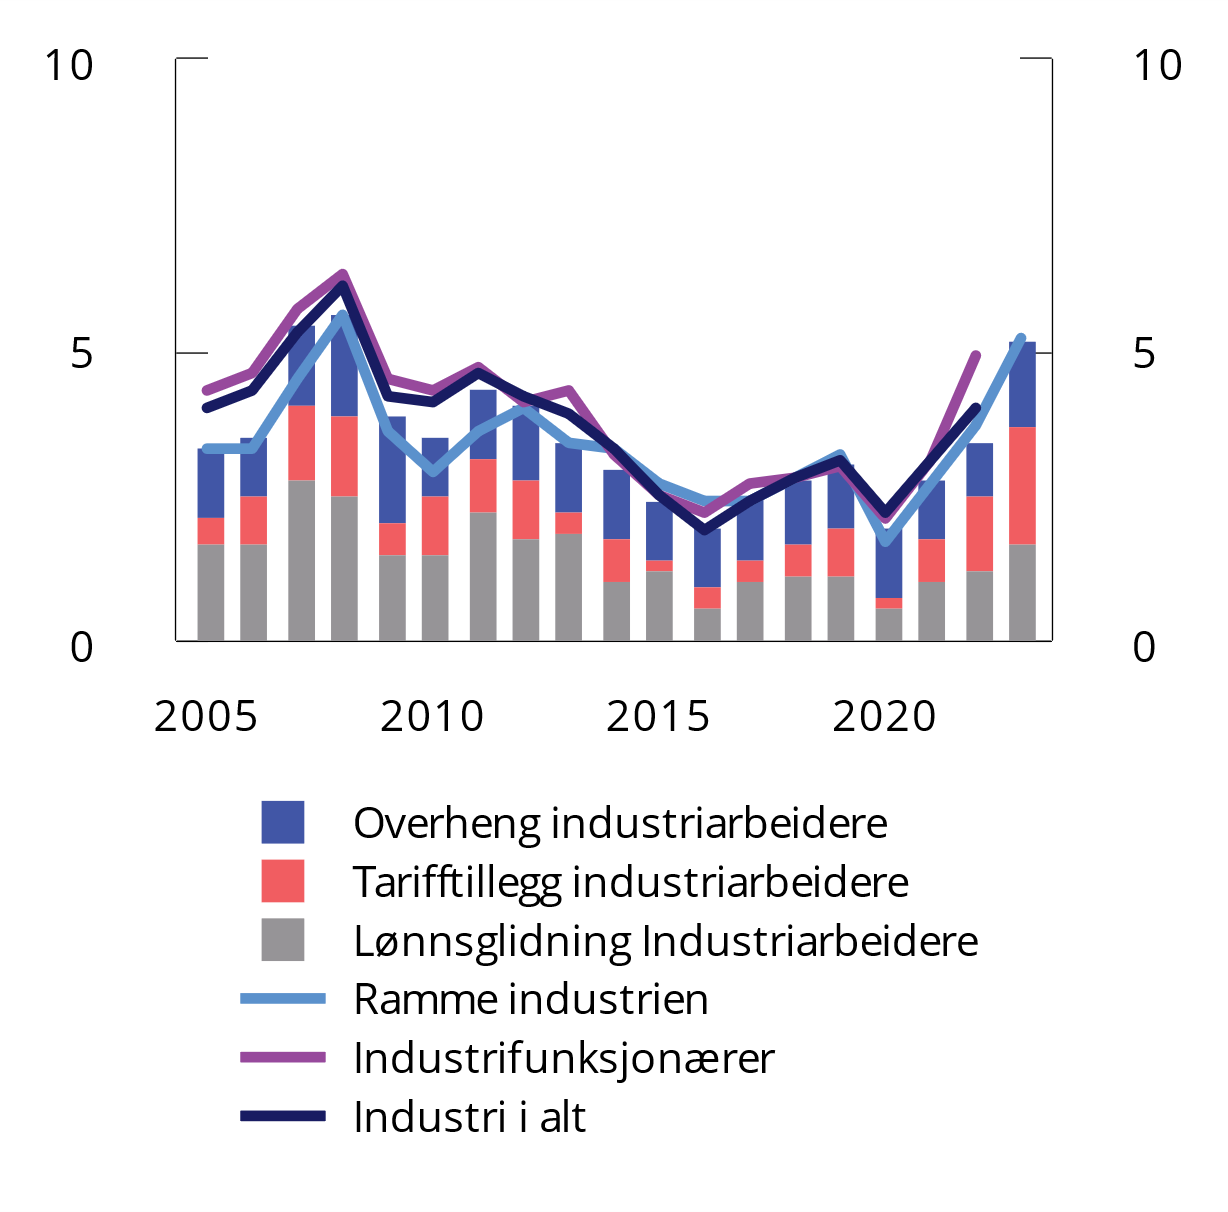 10 10
5 5
0 0
2005 2010 2015 2020
Overheng industriarbeidere
Tarifftillegg industriarbeidere
Lønnsglidning Industriarbeidere
Ramme industrien
Industrifunksjonærer
Industri i alt